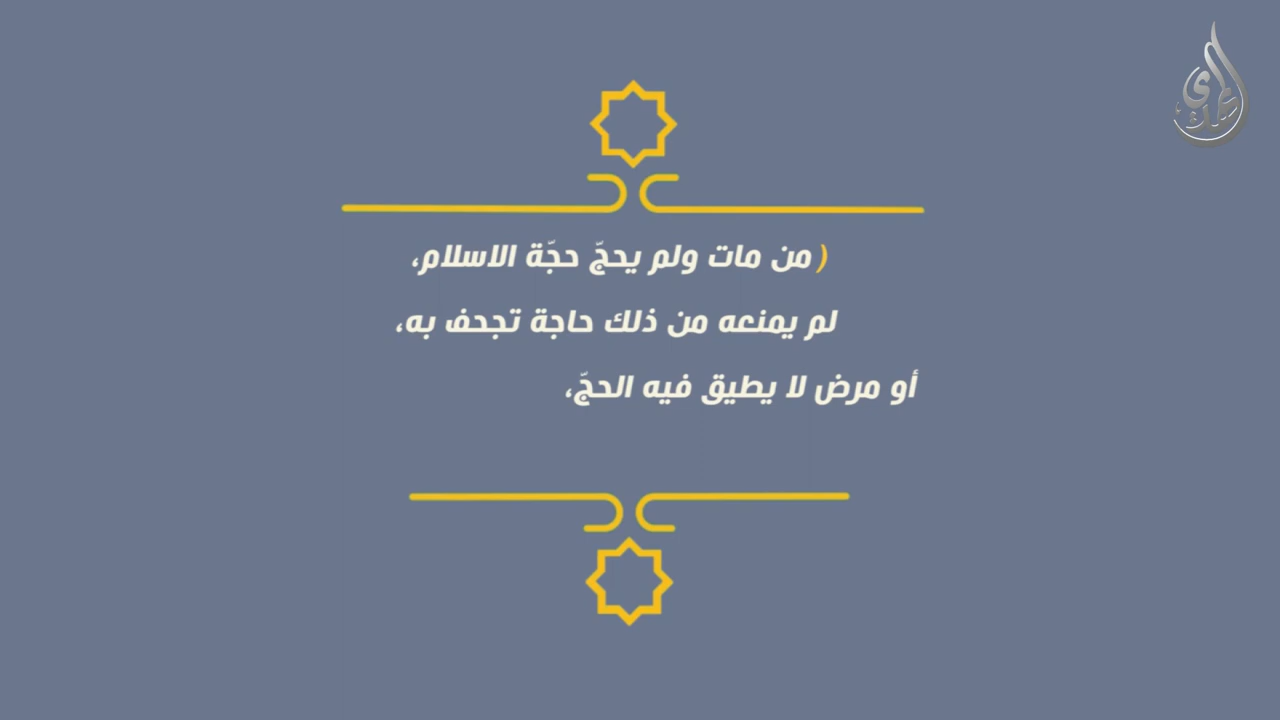 ( من مات ولم يحجّ حجّة الاسلام،
لم يمنعه من ذلك حاجة تجحف به،
أو مرض لا يطيق فيه الحجّ،